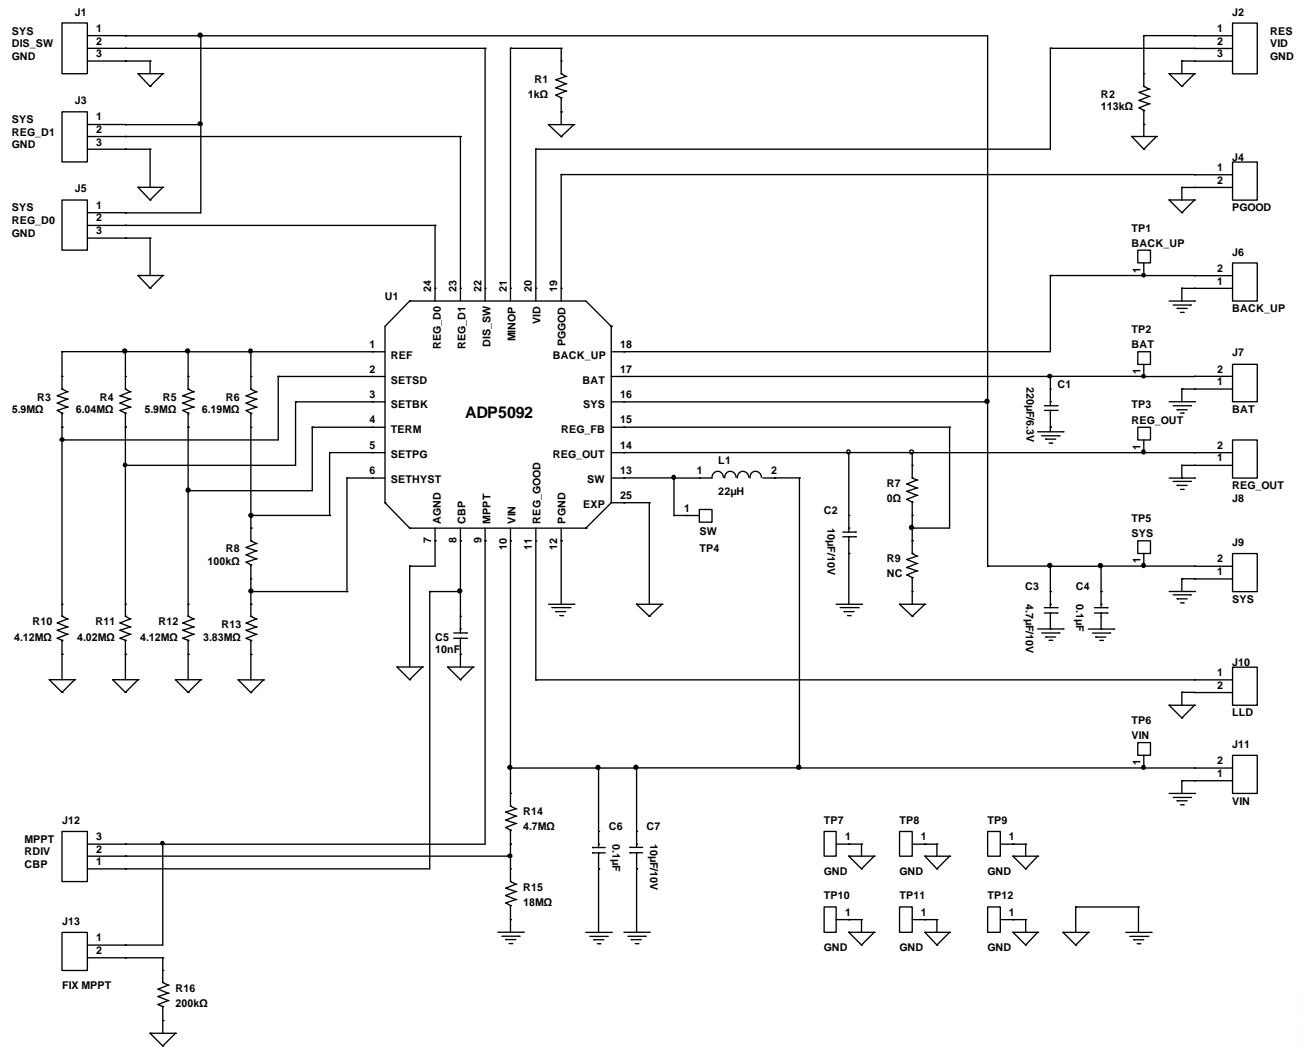 J1
SYS 1
DIS_SW 2
GND 3
J3
SYS 1
REG_D1 2
GND 3
J5
SYS 1
REG_D0 2
GND 3
R1
1kΩ
J2
1 RES
2 VID
3 GND
R2
113kΩ
J4
1
2
PGOOD
TP1
BACK_UP
1
J6
2
1
BACK_UP
TP2
BAT
1
J7
2
1
BAT
C1
220µF/6.3V
TP3
REG_OUT
1
2
1
REG_OUT
J8
TP5
SYS
1
J9
2
1
SYS
C3
4.7µF/10V
C4
0.1µF
J10
1
2
LLD
TP6
VIN
1
J11
2
1
VIN
U1
24 23 22 21 20 19
REG_D0 REG_D1 DIS_SW MINOP VID PGGOD
ADP5092
1 REF
2 SETSD
3 SETBK
4 TERM
5 SETPG
6 SETHYST
BACK_UP 18
BAT 17
SYS 16
REG_FB 15
REG_OUT 14
SW 13
EXP 25
AGND CBP MPPT VIN REG_GOOD PGND
7 8 9 10 11 12
R3
5.9MΩ
R4
6.04MΩ
R5
5.9MΩ
R6
6.19MΩ
R8
100kΩ
R10
4.12MΩ
R11
4.02MΩ
R12
4.12MΩ
R13
3.83MΩ
C5
10nF
L1
1 2
22µH
1
SW
TP4
C2
10µF/10V
R7
0Ω
R9
NC
R14
4.7MΩ
R15
18MΩ
C6
0.1µF
C7
10µF/10V
J12
MPPT 3
RDIV 2
CBP 1
J13
1
2
FIX MPPT
R16
200kΩ
TP7
1
GND
TP8
1
GND
TP9
1
GND
TP10
1
GND
TP11
1
GND
TP12
1
GND